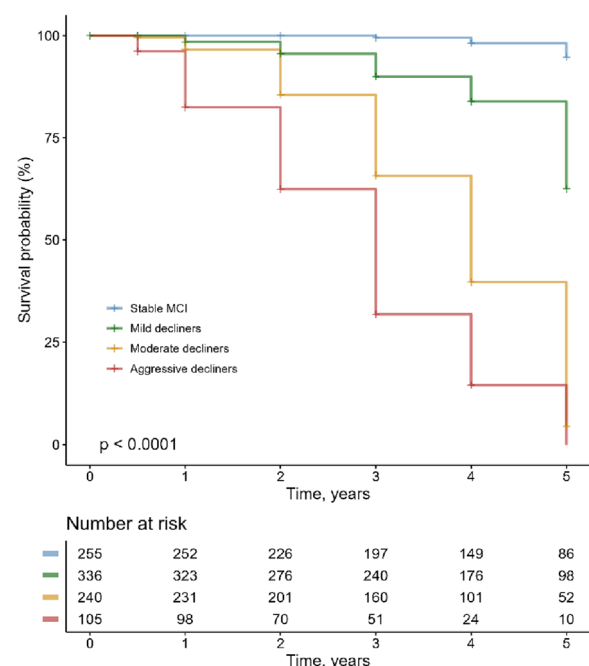 100
75
50
25
0
Survival probability (%)
Stable MCI
Mild decliners
Moderate decliners
Aggressive decliners
p < 0.0001
0 1 2 3 4 5
Time, years
Number at risk
255 252 226 197 149 86
336 323 276 240 176 98
240 231 201 160 101 52
105 98 70 51 24 10
0 1 2 3 4 5
Time, years